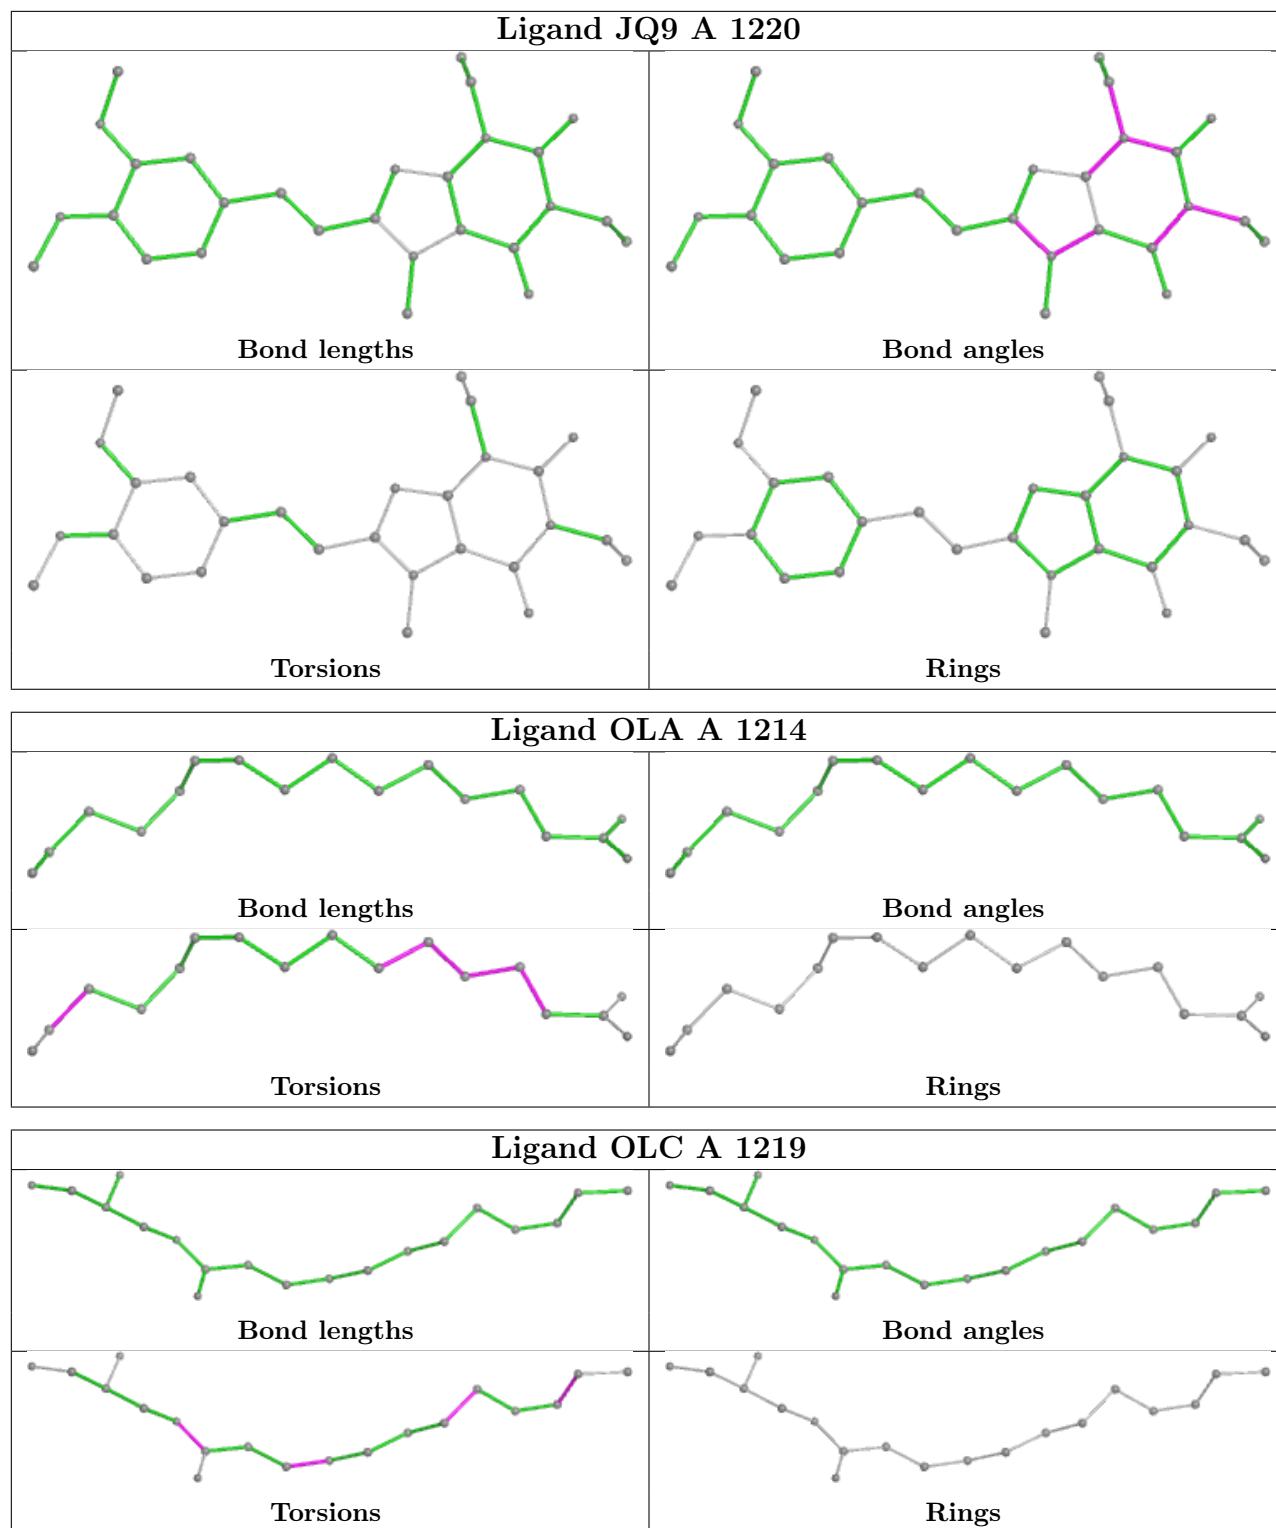 Ligand JQ9 A 1220
Bond lengths
Bond angles
Torsions
Rings
Ligand OLA A 1214
Bond lengths
Bond angles
Torsions
Rings
Ligand OLC A 1219
Bond lengths
Bond angles
Torsions
Rings